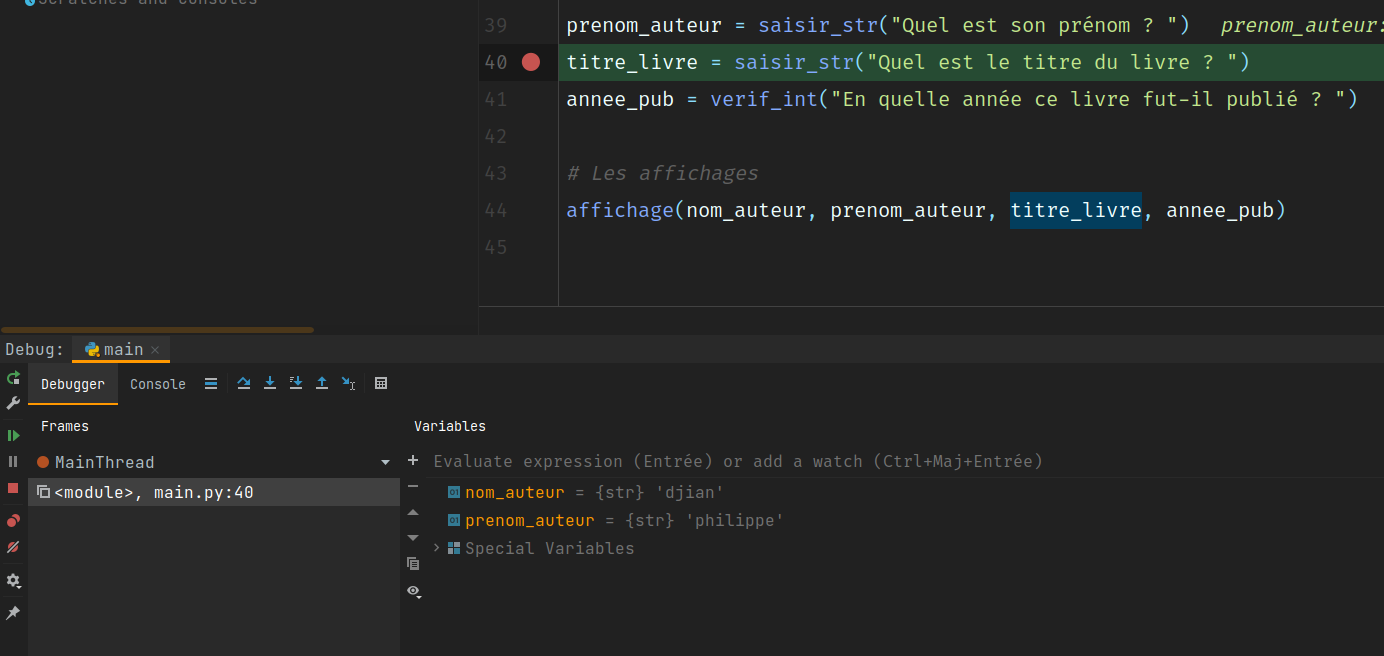 Scratches and Consoles
39 prenom_auteur = saisir_str("Quel est son prénom ? ") prenom_auteur:
40 titre_livre = saisir_str("Quel est le titre du livre ? ")
41 annee_pub = verif_int("En quelle année ce livre fut-il publié ? ")
42
43 # Les affichages
44 affichage(nom_auteur, prenom_auteur, titre_livre, annee_pub)
45
Debug: main
Debugger Console
Frames Variables
MainThread Evaluate expression (Entrée) or add a watch (Ctrl+Maj+Entrée)
<module>, main.py:40 nom_auteur = {str} 'djian'
prenom_auteur = {str} 'philippe'
Special Variables